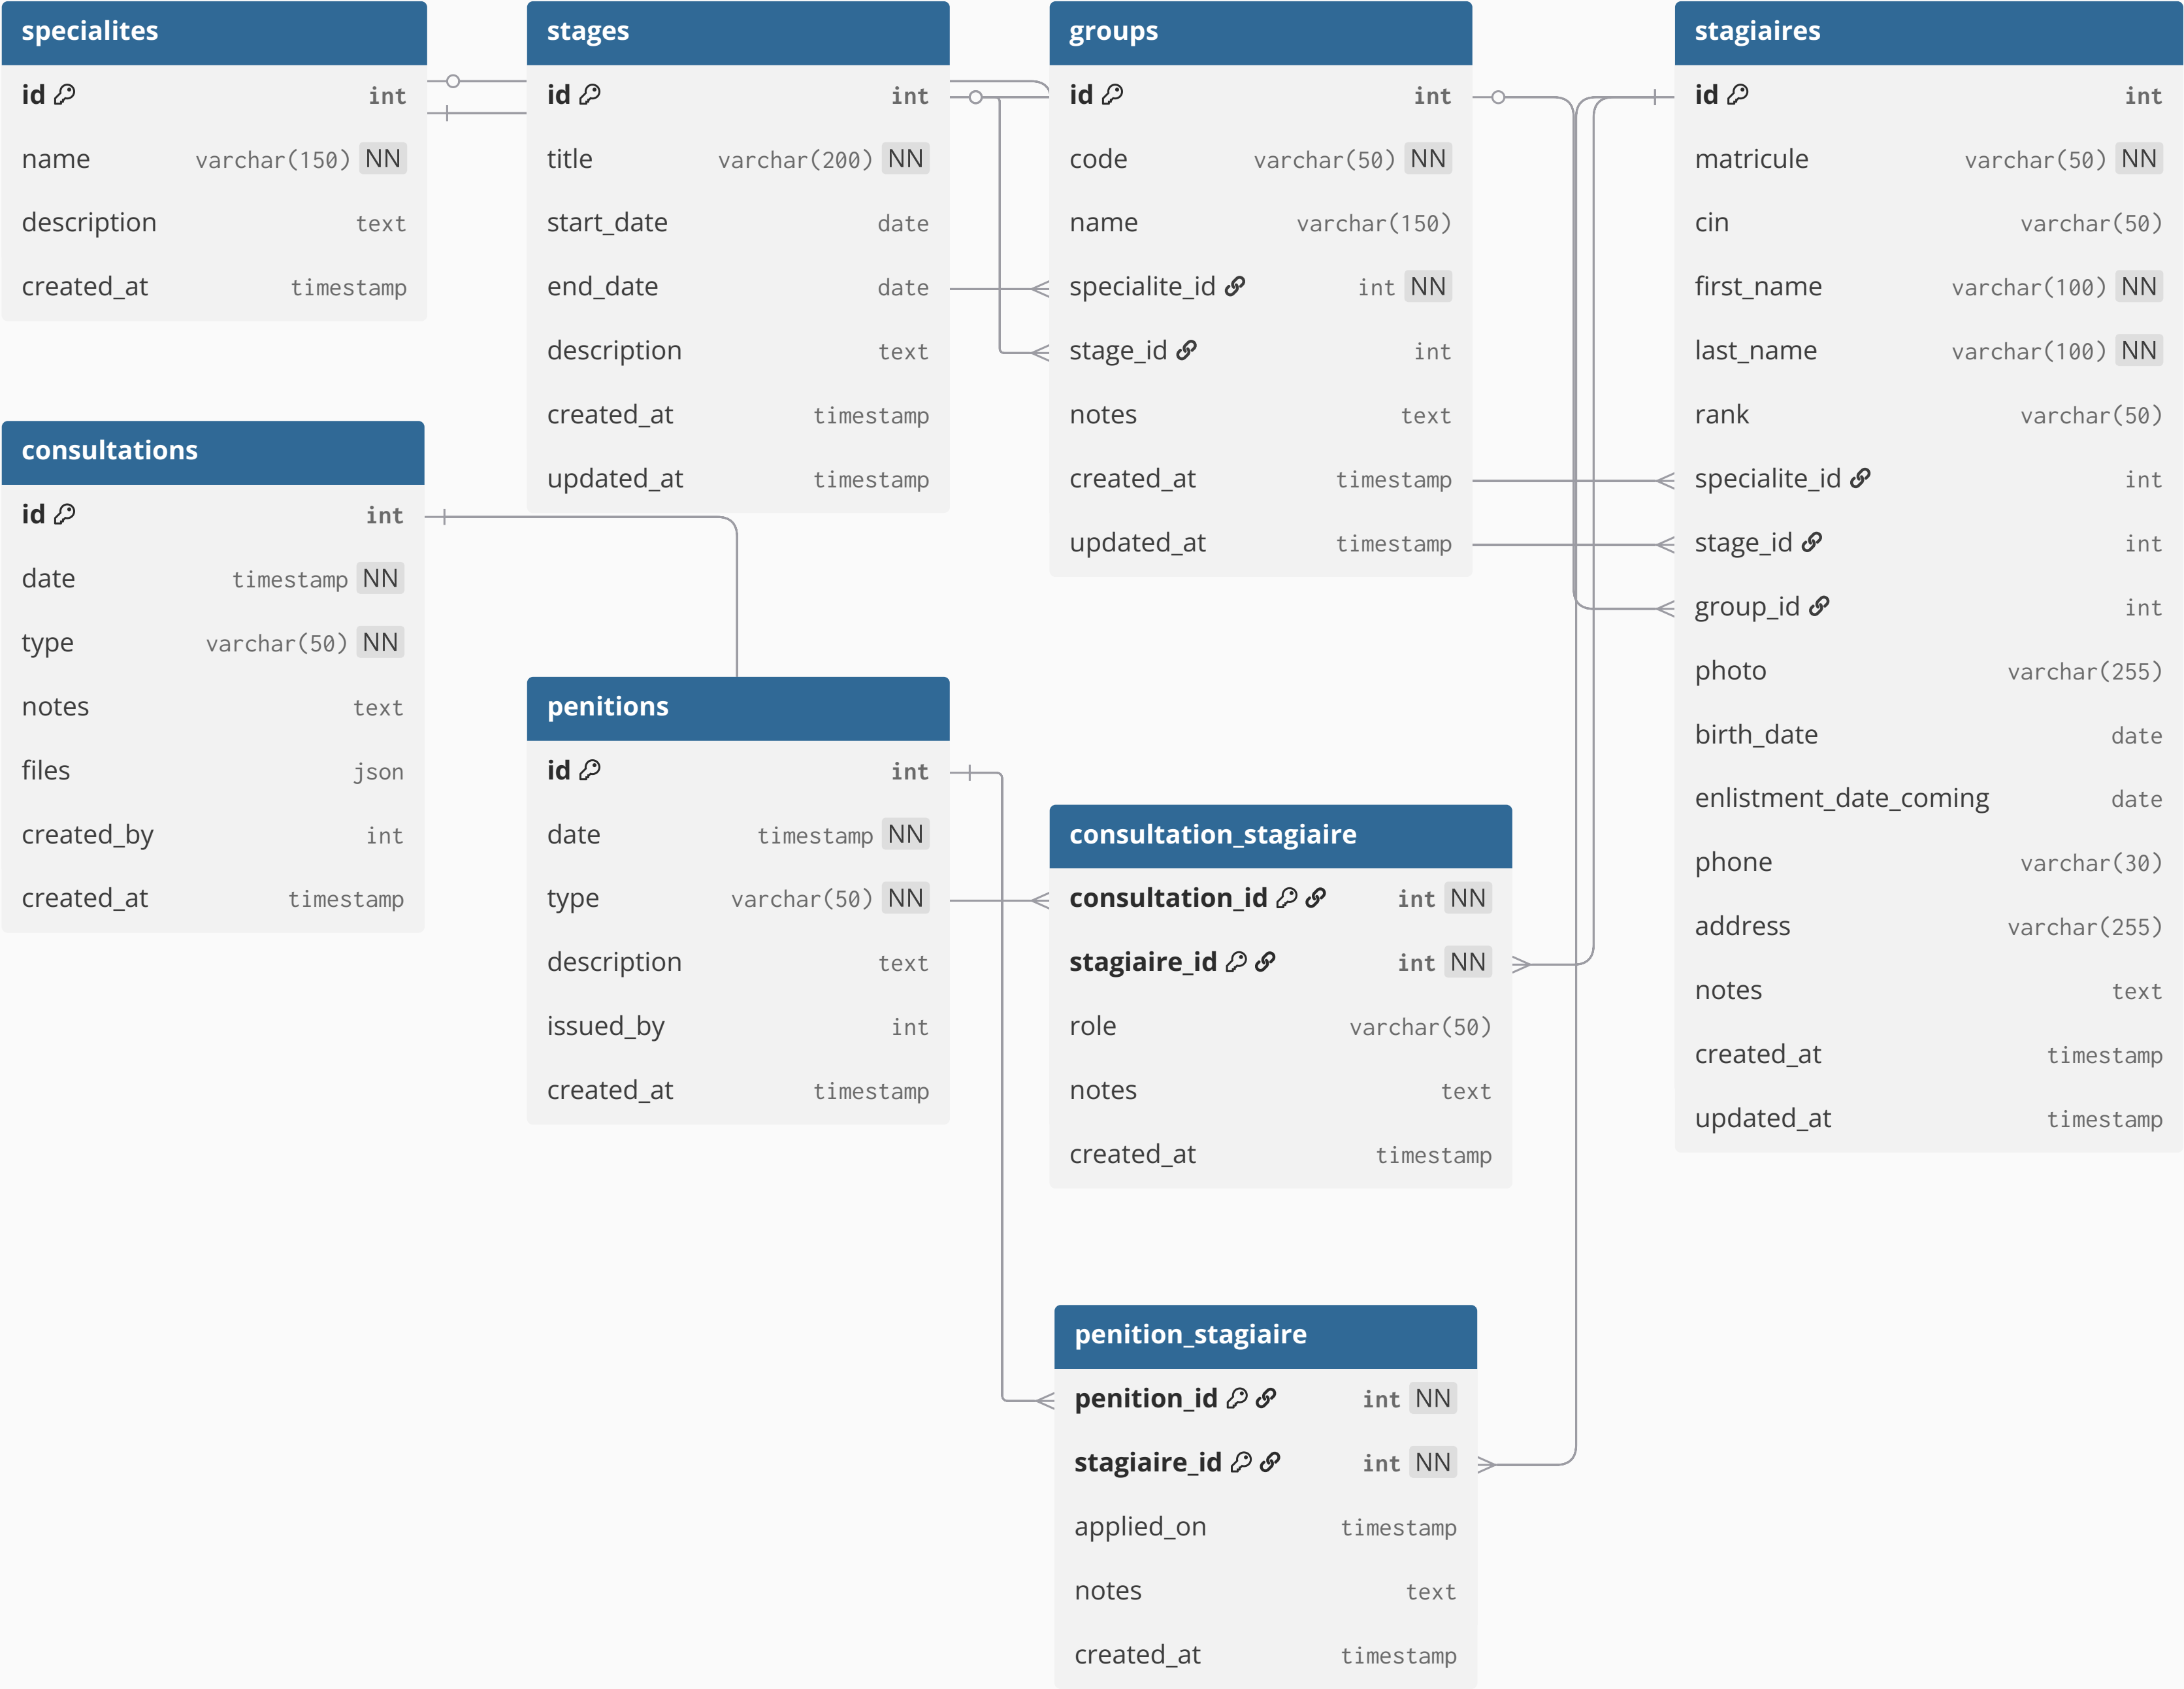 specialites
id int
name varchar(150) NN
description text
created_at timestamp
stages
id int
title varchar(200) NN
start_date date
end_date date
description text
created_at timestamp
updated_at timestamp
groups
id int
code varchar(50) NN
name varchar(150)
specialite_id int NN
stage_id int
notes text
created_at timestamp
updated_at timestamp
stagiaires
id int
matricule varchar(50) NN
cin varchar(50)
first_name varchar(100) NN
last_name varchar(100) NN
rank varchar(50)
specialite_id int
stage_id int
group_id int
photo varchar(255)
birth_date date
enlistment_date_coming date
phone varchar(30)
address varchar(255)
notes text
created_at timestamp
updated_at timestamp
consultations
id int
date timestamp NN
type varchar(50) NN
notes text
files json
created_by int
created_at timestamp
penitions
id int
date timestamp NN
type varchar(50) NN
description text
issued_by int
created_at timestamp
consultation_stagiaire
consultation_id int NN
stagiaire_id int NN
role varchar(50)
notes text
created_at timestamp
penition_stagiaire
penition_id int NN
stagiaire_id int NN
applied_on timestamp
notes text
created_at timestamp